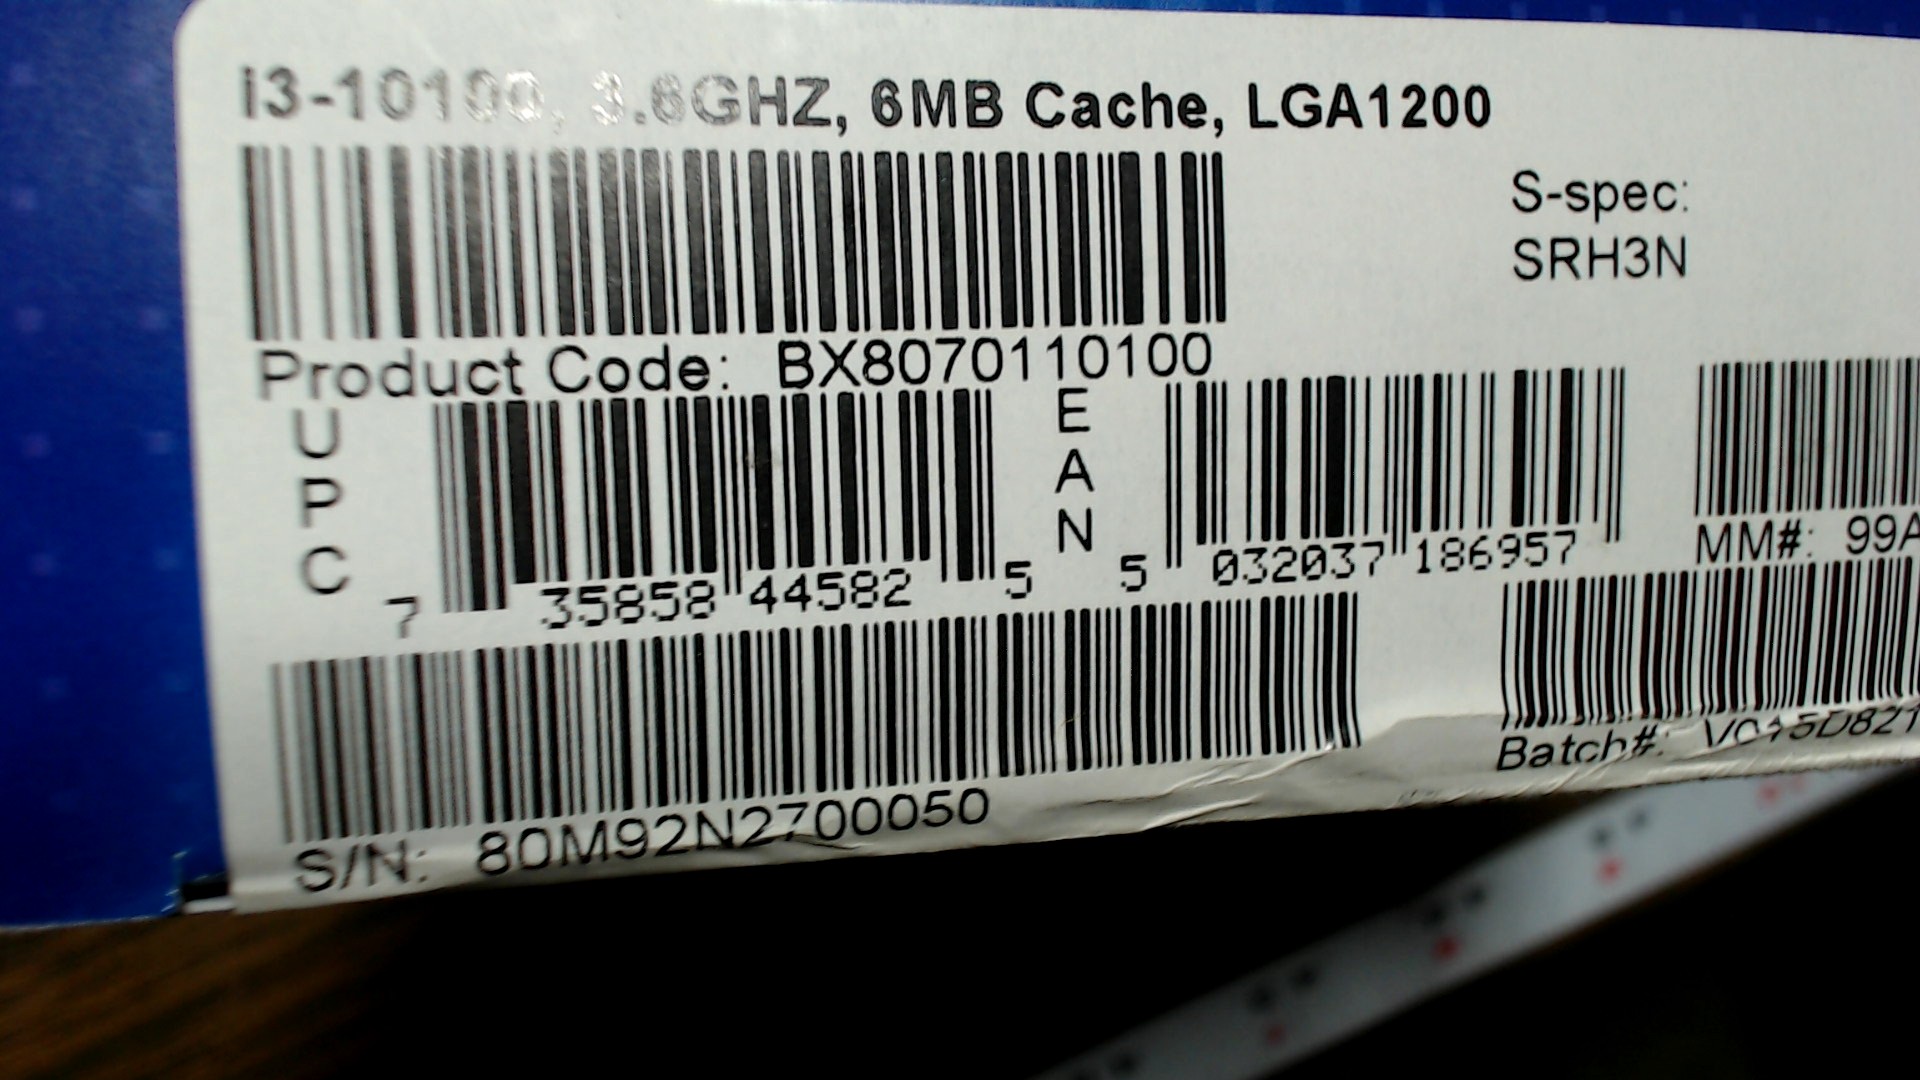 i3-10100, 3.6GHZ, 6MB Cache, LGA1200
S-spec:
SRH3N
Product Code: BX8070110100
UPC
7 35858 44582 5
EAN
5 032037 186957
MM#: 99A
S/N: 80M92N2700050
Batch#: